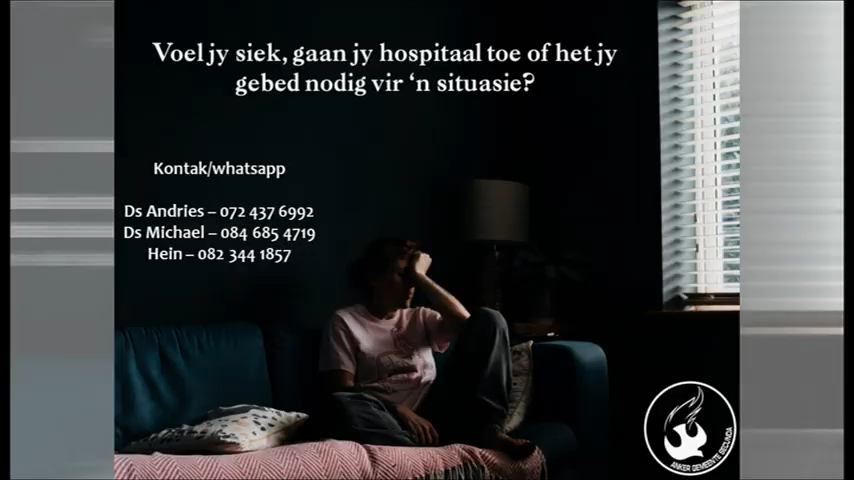 Voel jy siek, gaan jy hospitaal toe of het jy
gebed nodig vir ‘n situasie?
Kontak/whatsapp
Ds Andries – 072 437 6992
Ds Michael – 084 685 4719
Hein – 082 344 1857
ANKER GEMEENTE SECUNDA